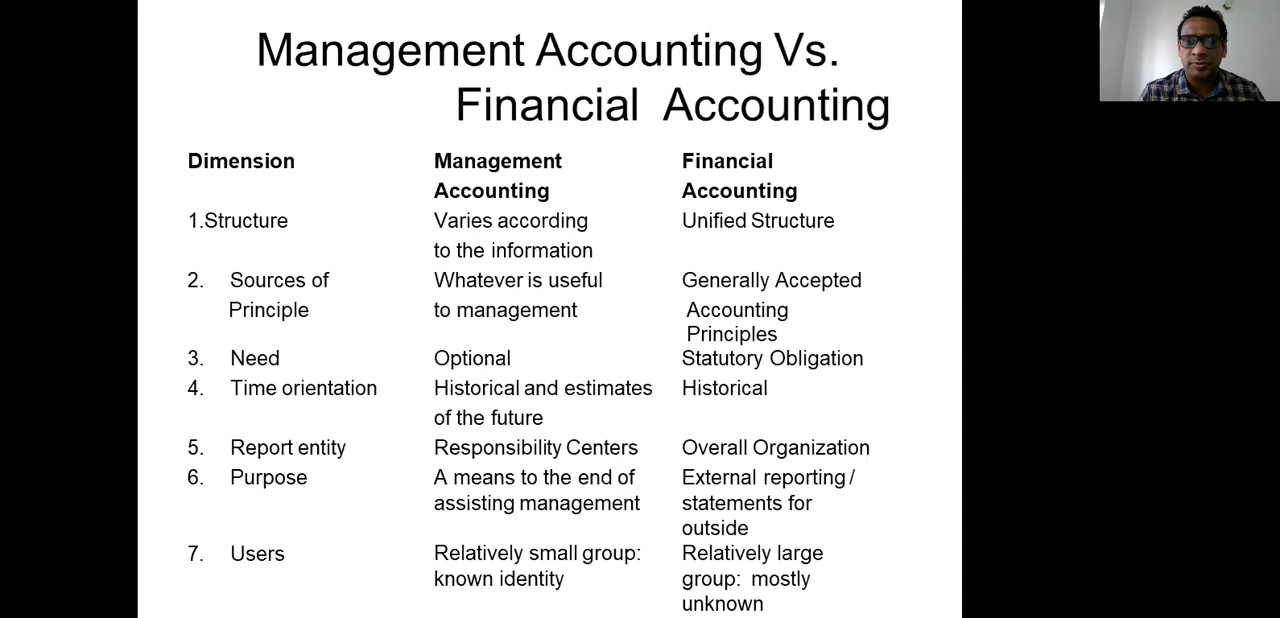 Management Accounting Vs.
Financial Accounting
Dimension Management Financial
Accounting Accounting
1.Structure Varies according Unified Structure
to the information
2. Sources of Whatever is useful Generally Accepted
Principle to management Accounting
Principles
3. Need Optional Statutory Obligation
4. Time orientation Historical and estimates Historical
of the future
5. Report entity Responsibility Centers Overall Organization
6. Purpose A means to the end of External reporting /
assisting management statements for
outside
7. Users Relatively small group: Relatively large
known identity group: mostly
unknown